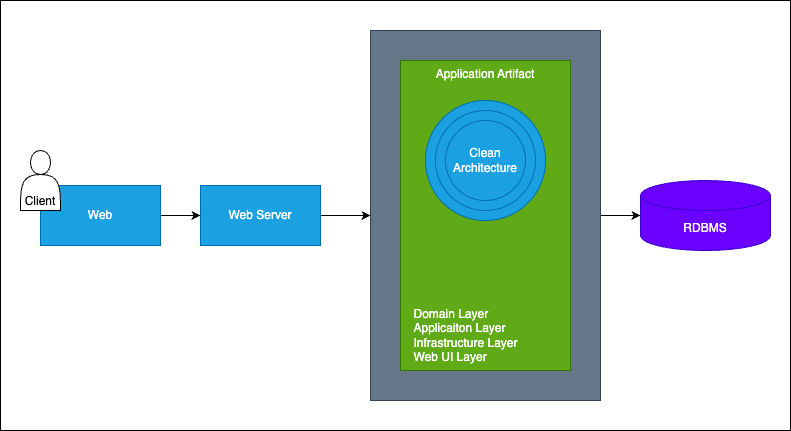 Client
Web
Web Server
Application Artifact
Clean
Architecture
Domain Layer
Applicaiton Layer
Infrastructure Layer
Web UI Layer
RDBMS